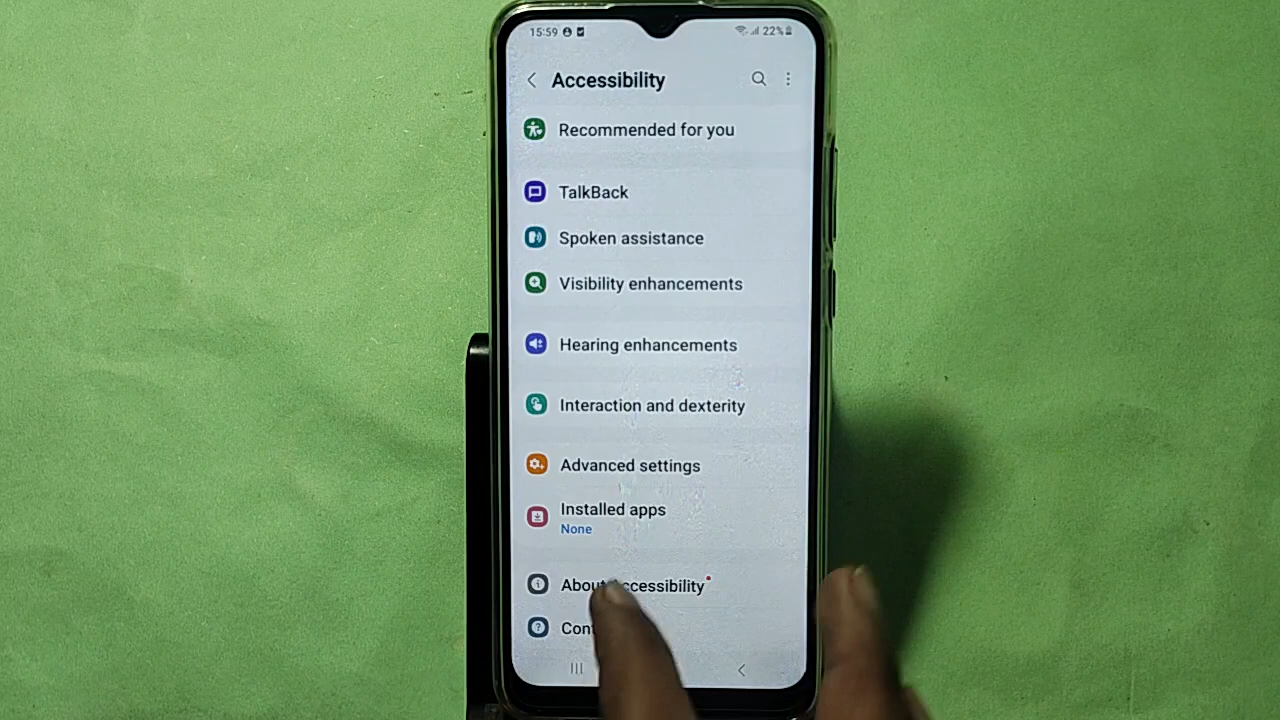 15:59 22%
Accessibility
Recommended for you
TalkBack
Spoken assistance
Visibility enhancements
Hearing enhancements
Interaction and dexterity
Advanced settings
Installed apps
None
About accessibility